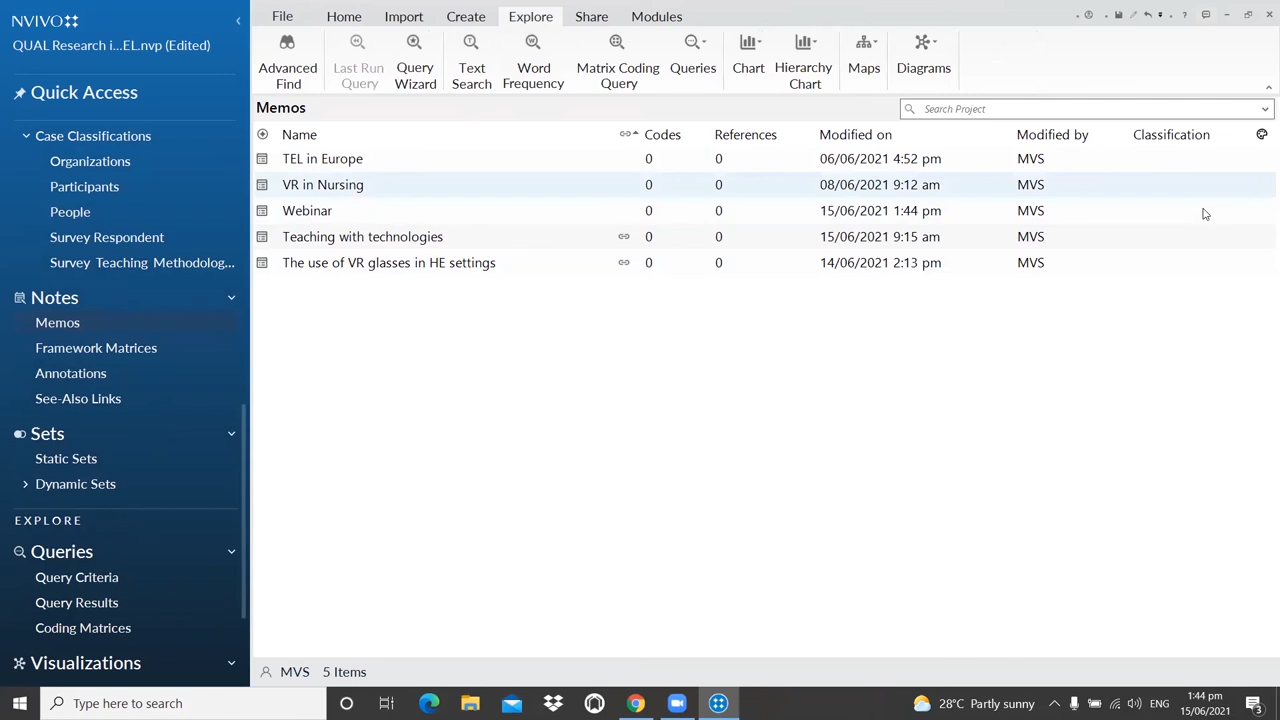 NVIVO
QUAL Research i...EL.nvp (Edited)
Quick Access
Case Classifications
Organizations
Participants
People
Survey Respondent
Survey Teaching Methodolog...
Notes
Memos
Framework Matrices
Annotations
See-Also Links
Sets
Static Sets
Dynamic Sets
EXPLORE
Queries
Query Criteria
Query Results
Coding Matrices
Visualizations
File Home Import Create Explore Share Modules
Advanced Find
Last Run Query
Query Wizard
Text Search
Word Frequency
Matrix Coding Query
Queries
Chart
Hierarchy Chart
Maps
Diagrams
Memos
Search Project
Name Codes References Modified on Modified by Classification
TEL in Europe 0 0 06/06/2021 4:52 pm MVS
VR in Nursing 0 0 08/06/2021 9:12 am MVS
Webinar 0 0 15/06/2021 1:44 pm MVS
Teaching with technologies 0 0 15/06/2021 9:15 am MVS
The use of VR glasses in HE settings 0 0 14/06/2021 2:13 pm MVS
MVS 5 Items
Type here to search
28°C Partly sunny
ENG
1:44 pm
15/06/2021
3